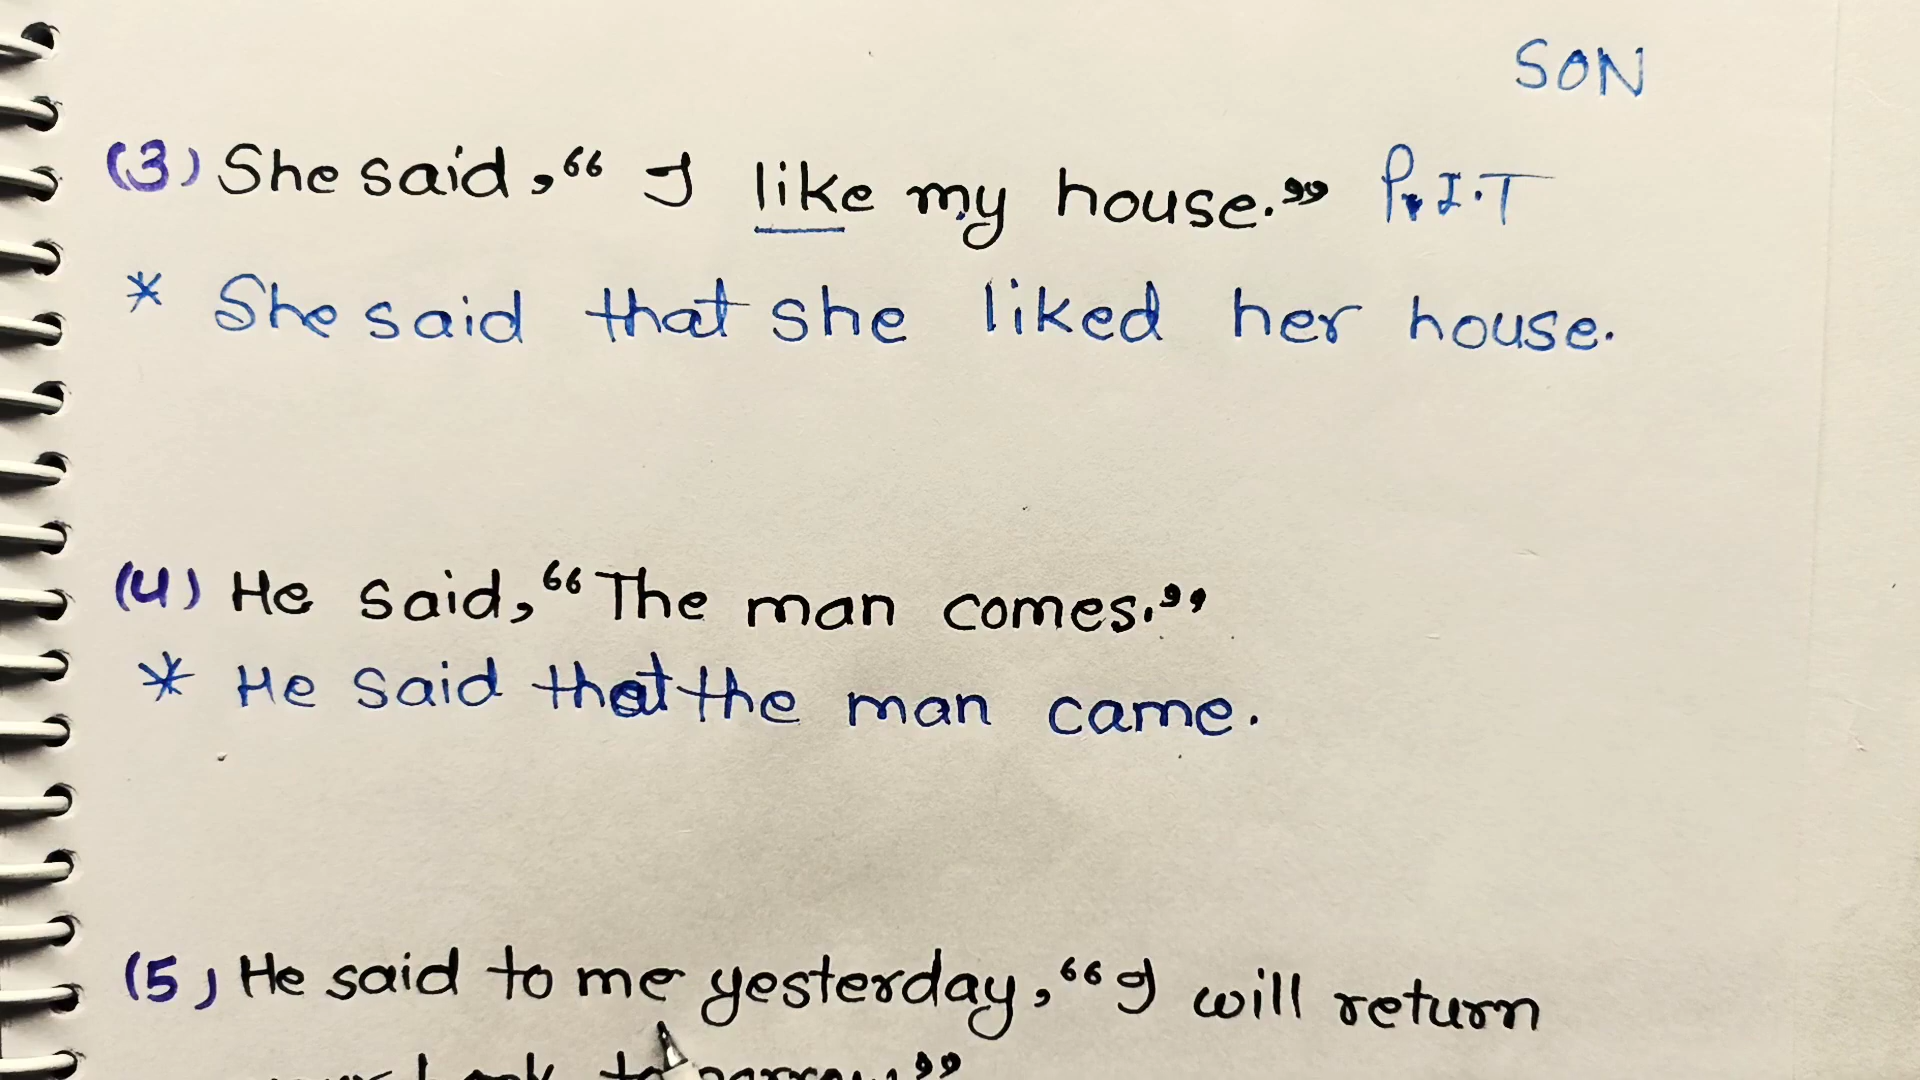 SON
(3) She said, “ I like my house.” P.I.T
* She said that she liked her house.
(4) He said, “The man comes.”
* He said that the man came.
(5) He said to me yesterday, “I will return